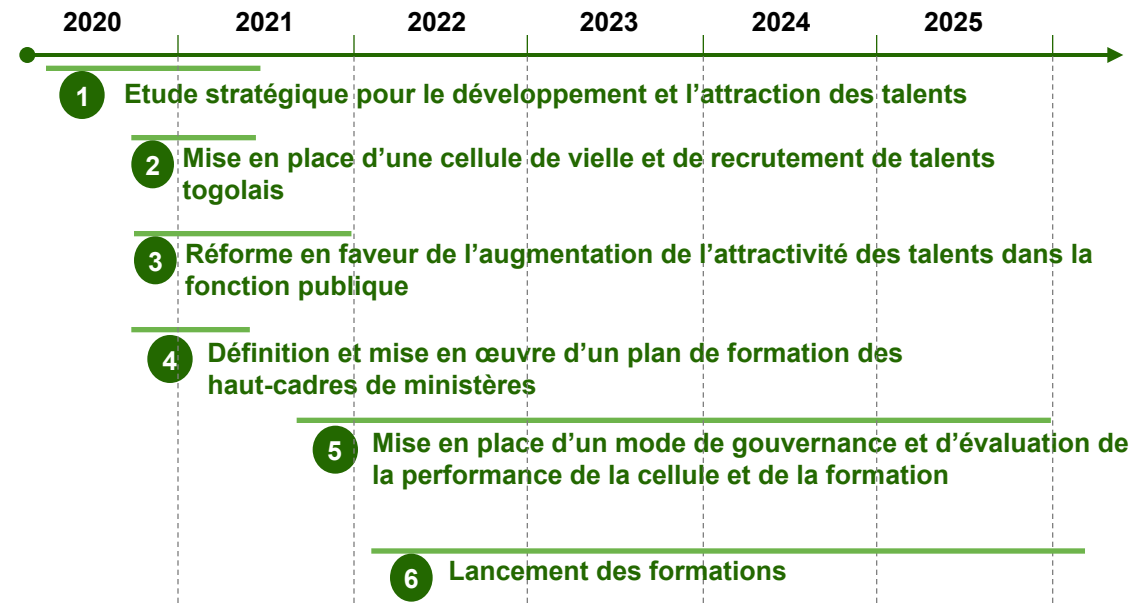 2020 2021 2022 2023 2024 2025
1 Etude stratégique pour le développement et l’attraction des talents
2 Mise en place d’une cellule de vielle et de recrutement de talents
togolais
3 Réforme en faveur de l’augmentation de l’attractivité des talents dans la
fonction publique
4 Définition et mise en œuvre d’un plan de formation des
haut-cadres de ministères
5 Mise en place d’un mode de gouvernance et d’évaluation de
la performance de la cellule et de la formation
6 Lancement des formations